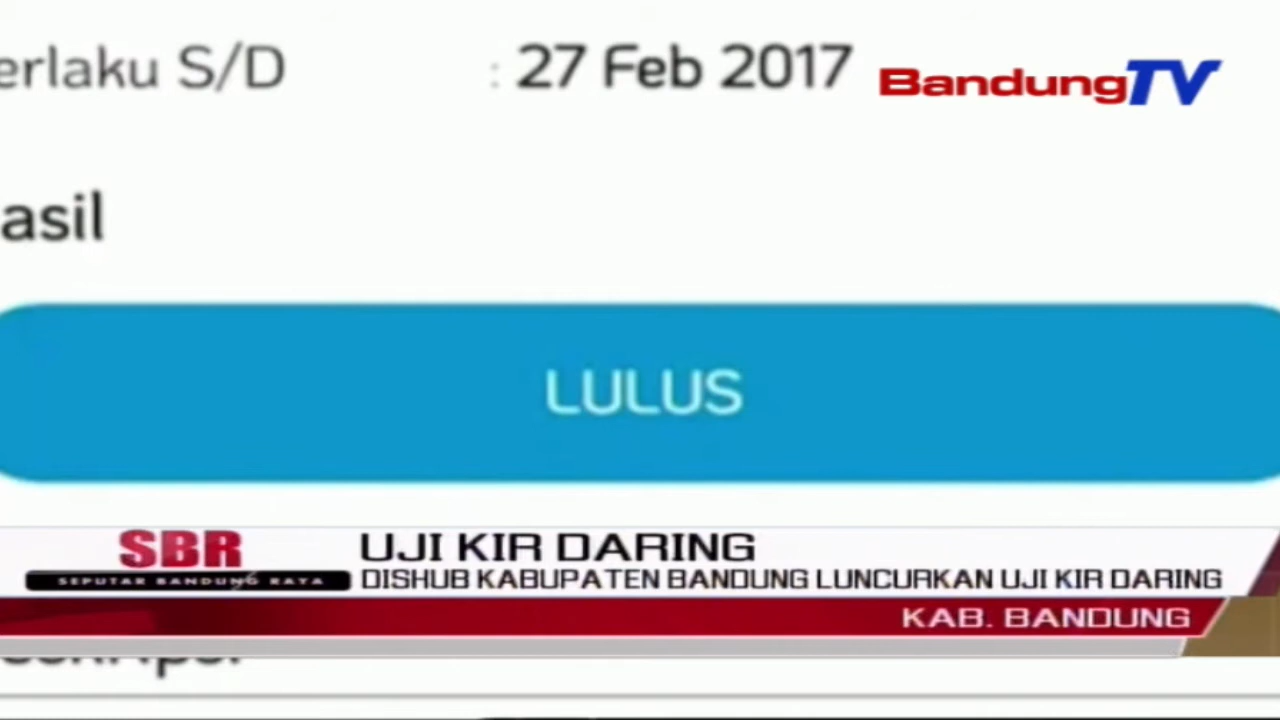 erlaku S/D : 27 Feb 2017
BandungTV
asil
LULUS
SBR
SEPUTAR BANDUNG RAYA
UJI KIR DARING
DISHUB KABUPATEN BANDUNG LUNCURKAN UJI KIR DARING
KAB. BANDUNG